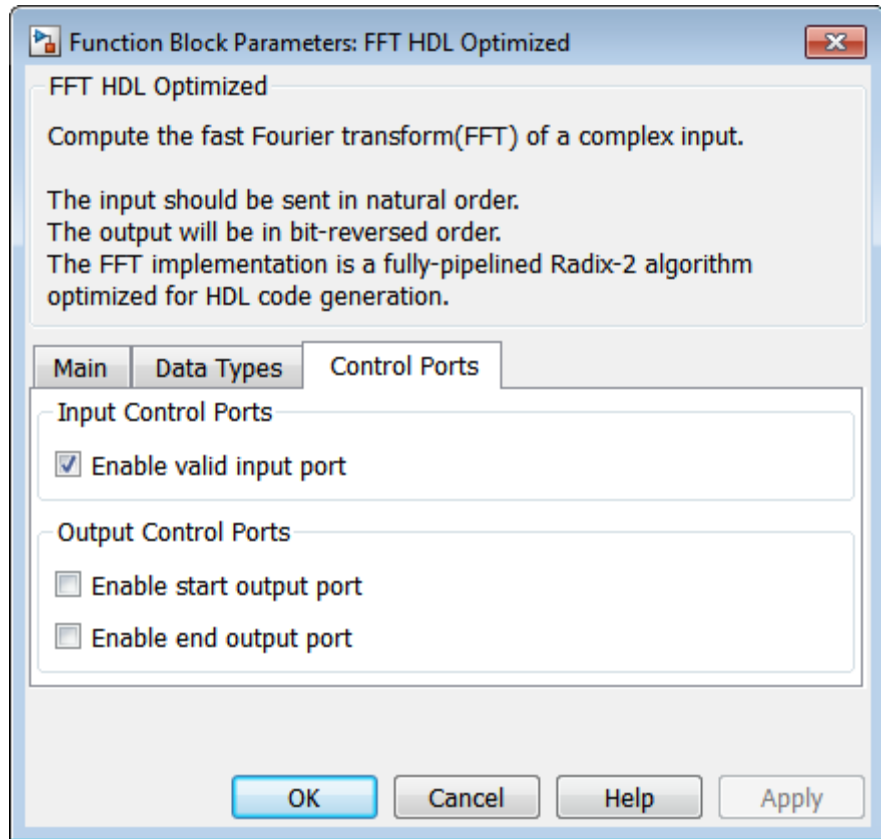 Function Block Parameters: FFT HDL Optimized
FFT HDL Optimized
Compute the fast Fourier transform(FFT) of a complex input.
The input should be sent in natural order.
The output will be in bit-reversed order.
The FFT implementation is a fully-pipelined Radix-2 algorithm
optimized for HDL code generation.
Main Data Types Control Ports
Input Control Ports
Enable valid input port
Output Control Ports
Enable start output port
Enable end output port
OK Cancel Help Apply